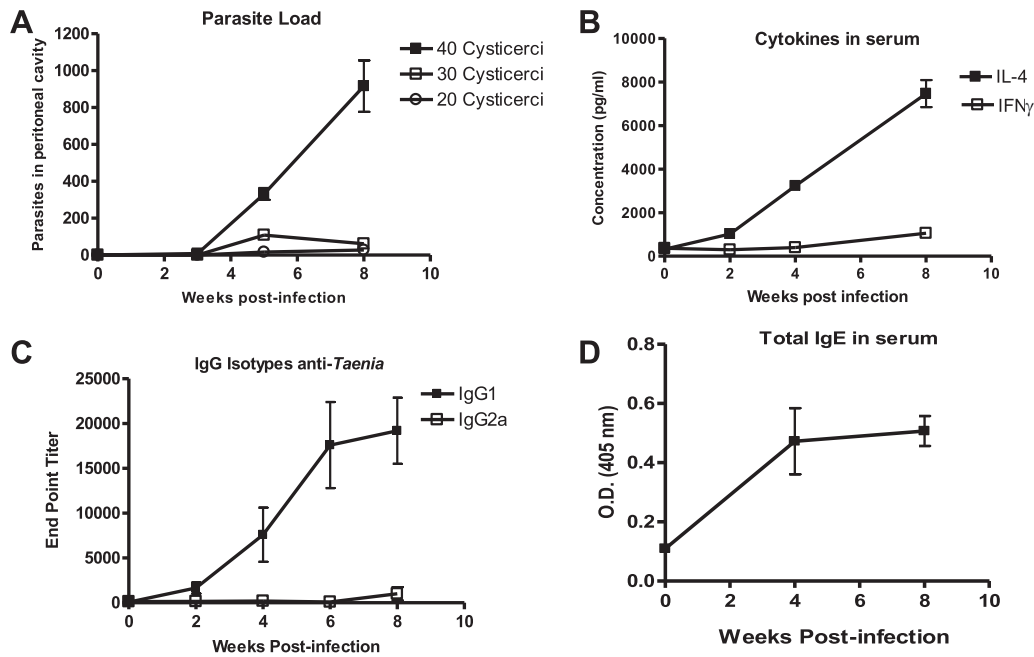 A
Parasite Load
Parasites in peritoneal cavity
1200
1000
800
600
400
200
0
0 2 4 6 8 10
Weeks post-infection
40 Cysticerci
30 Cysticerci
20 Cysticerci
B
Cytokines in serum
Concentration (pg/ml)
10000
8000
6000
4000
2000
0
0 2 4 6 8 10
Weeks post infection
IL-4
IFNγ
C
IgG Isotypes anti-Taenia
End Point Titer
25000
20000
15000
10000
5000
0
0 2 4 6 8 10
Weeks Post-infection
IgG1
IgG2a
D
Total IgE in serum
O.D. (405 nm)
0.8
0.6
0.4
0.2
0.0
0 2 4 6 8 10
Weeks Post-infection